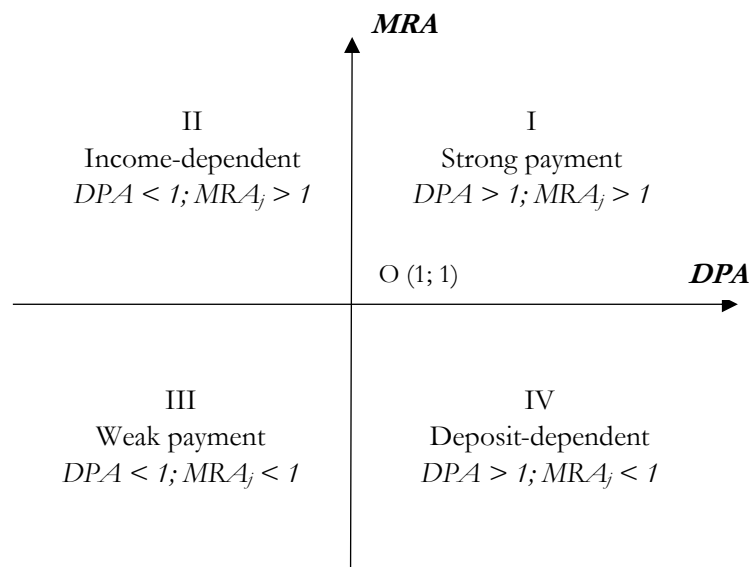 MRA
II
Income-dependent
DPA < 1; MRAj > 1
I
Strong payment
DPA > 1; MRAj > 1
O (1; 1)
DPA
III
Weak payment
DPA < 1; MRAj < 1
IV
Deposit-dependent
DPA > 1; MRAj < 1